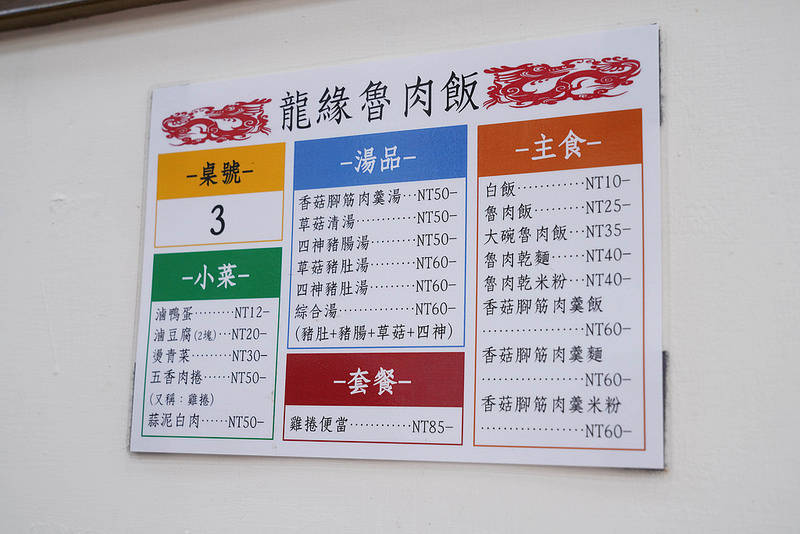 龍緣魯肉飯
-桌號-
3
-小菜-
滷鴨蛋………NT12-
滷豆腐(2塊)…NT20-
燙青菜………NT30-
五香肉捲……NT50-
(又稱：雞捲)
蒜泥白肉……NT50-
-湯品-
香菇腳筋肉羹湯…NT50-
草菇清湯…………NT50-
四神豬腸湯………NT50-
草菇豬肚湯………NT60-
四神豬肚湯………NT60-
綜合湯……………NT60-
(豬肚+豬腸+草菇+四神)
-套餐-
雞捲便當…………NT85-
-主食-
白飯…………NT10-
魯肉飯………NT25-
大碗魯肉飯…NT35-
魯肉乾麵……NT40-
魯肉乾米粉…NT40-
香菇腳筋肉羹飯
………………NT60-
香菇腳筋肉羹麵
………………NT60-
香菇腳筋肉羹米粉
………………NT60-